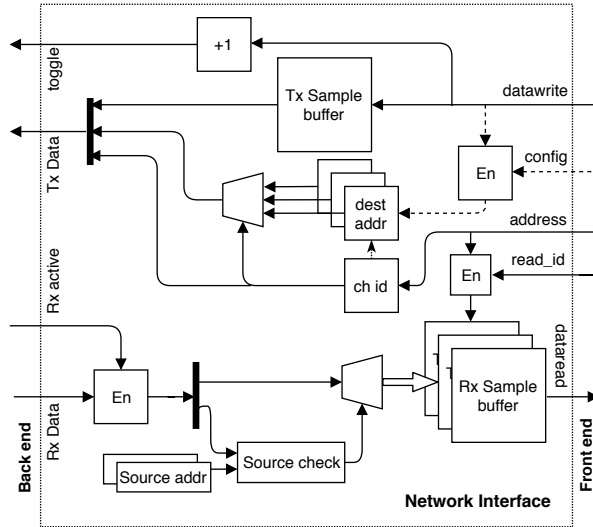 +1
toggle
datawrite
Tx Sample
buffer
Tx Data
config
En
dest
addr
address
Rx active
ch id
read_id
En
dataread
Rx Sample
buffer
En
Rx Data
Back end
Source check
Source addr
Front end
Network Interface